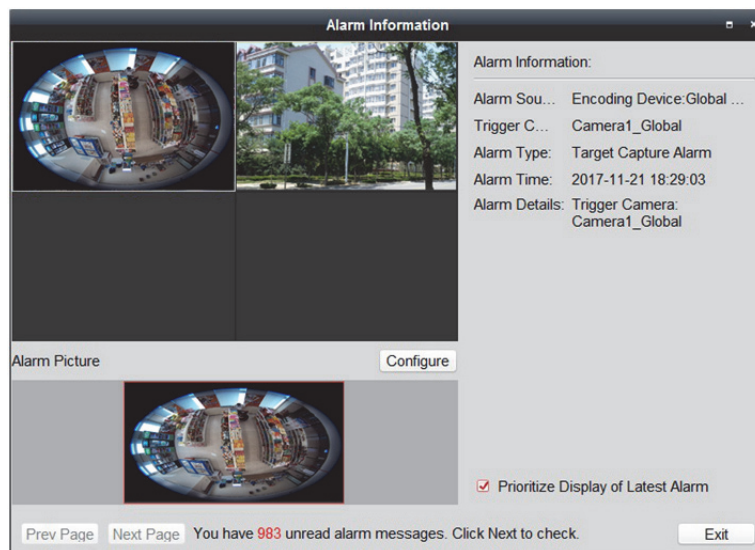 Alarm Information
Alarm Information:
Alarm Sou... Encoding Device:Global ...
Trigger C... Camera1_Global
Alarm Type: Target Capture Alarm
Alarm Time: 2017-11-21 18:29:03
Alarm Details: Trigger Camera:
Camera1_Global
Alarm Picture
Configure
Prioritize Display of Latest Alarm
Prev Page Next Page You have 983 unread alarm messages. Click Next to check. Exit